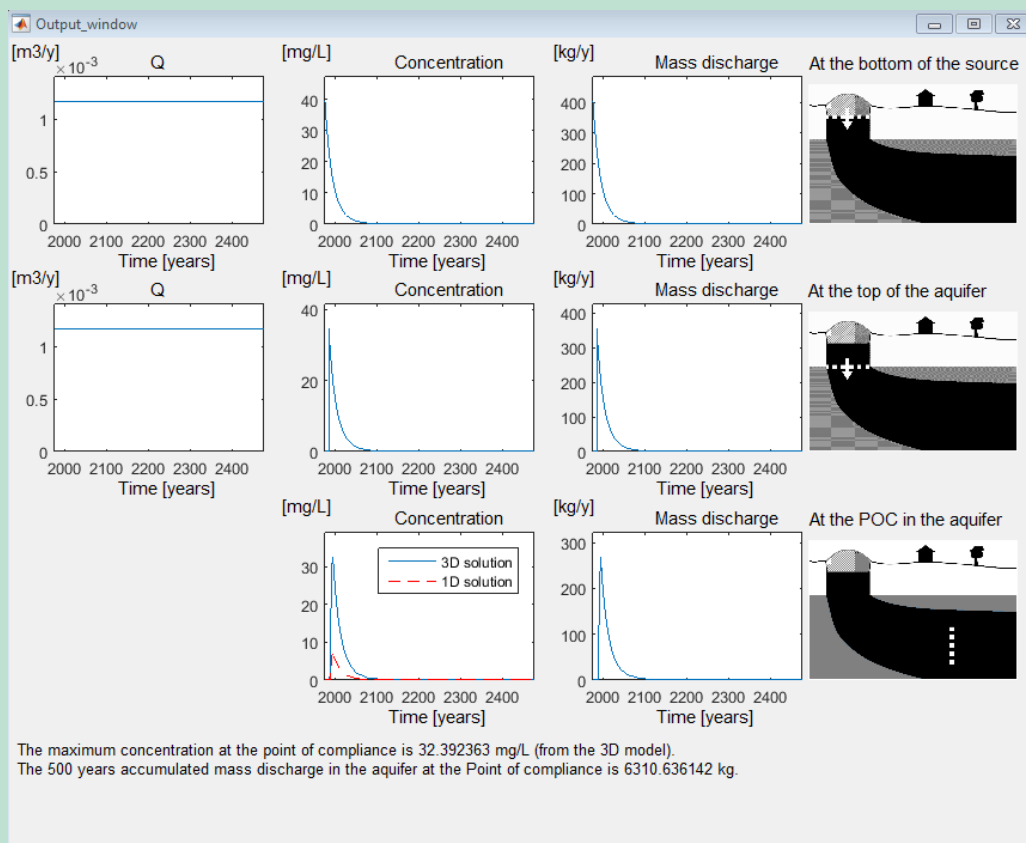 Output_window
[m3/y]
× 10⁻³
Q
1
0.5
0
2000 2100 2200 2300 2400
Time [years]
[mg/L]
Concentration
40
30
20
10
0
2000 2100 2200 2300 2400
Time [years]
[kg/y]
Mass discharge
400
300
200
100
0
2000 2100 2200 2300 2400
Time [years]
At the bottom of the source
[m3/y]
× 10⁻³
Q
1
0.5
0
2000 2100 2200 2300 2400
Time [years]
[mg/L]
Concentration
40
20
0
2000 2100 2200 2300 2400
Time [years]
[kg/y]
Mass discharge
400
300
200
100
0
2000 2100 2200 2300 2400
Time [years]
At the top of the aquifer
[mg/L]
Concentration
30
20
10
0
3D solution
1D solution
2000 2100 2200 2300 2400
Time [years]
[kg/y]
Mass discharge
300
200
100
0
2000 2100 2200 2300 2400
Time [years]
At the POC in the aquifer
The maximum concentration at the point of compliance is 32.392363 mg/L (from the 3D model).
The 500 years accumulated mass discharge in the aquifer at the Point of compliance is 6310.636142 kg.